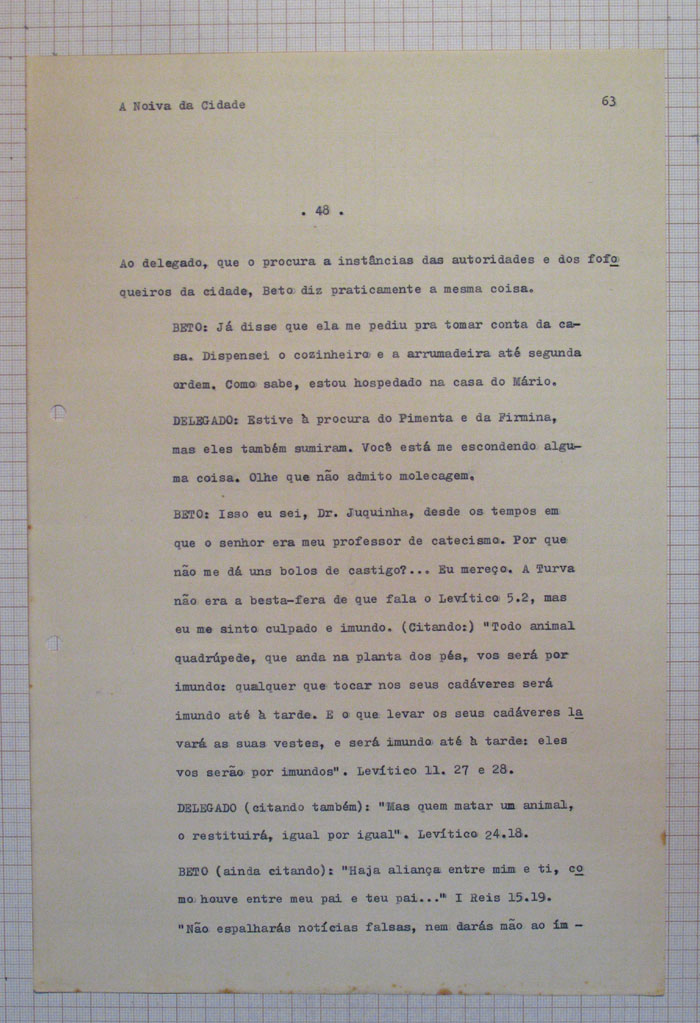 A Noiva da Cidade
63
. 48 .
Ao delegado, que o procura a instâncias das autoridades e dos fofo
queiros da cidade, Beto diz praticamente a mesma coisa.
BETO: Já disse que ela me pediu pra tomar conta da ca-
sa. Dispensei o cozinheiro e a arrumadeira até segunda
ordem. Como sabe, estou hospedado na casa do Mário.
DELEGADO: Estive à procura do Pimenta e da Firmina,
mas eles também sumiram. Você está me escondendo algu-
ma coisa. Olhe que não admito molecagem.
BETO: Isso eu sei, Dr. Juquinha, desde os tempos em
que o senhor era meu professor de catecismo. Por que
não me dá uns bolos de castigo?... Eu mereço. A Turva
não era a besta-fera de que fala o Levítico 5.2, mas
eu me sinto culpado e imundo. (Citando:) "Todo animal
quadrúpede, que anda na planta dos pés, vos será por
imundo: qualquer que tocar nos seus cadáveres será
imundo até à tarde. E o que levar os seus cadáveres la
vará as suas vestes, e será imundo até à tarde: eles
vos serão por imundos". Levítico 11. 27 e 28.
DELEGADO (citando também): "Mas quem matar um animal,
o restituirá, igual por igual". Levítico 24.18.
BETO (ainda citando): "Haja aliança entre mim e ti, co
mo houve entre meu pai e teu pai..." I Reis 15.19.
"Não espalharás notícias falsas, nem darás mão ao ím -